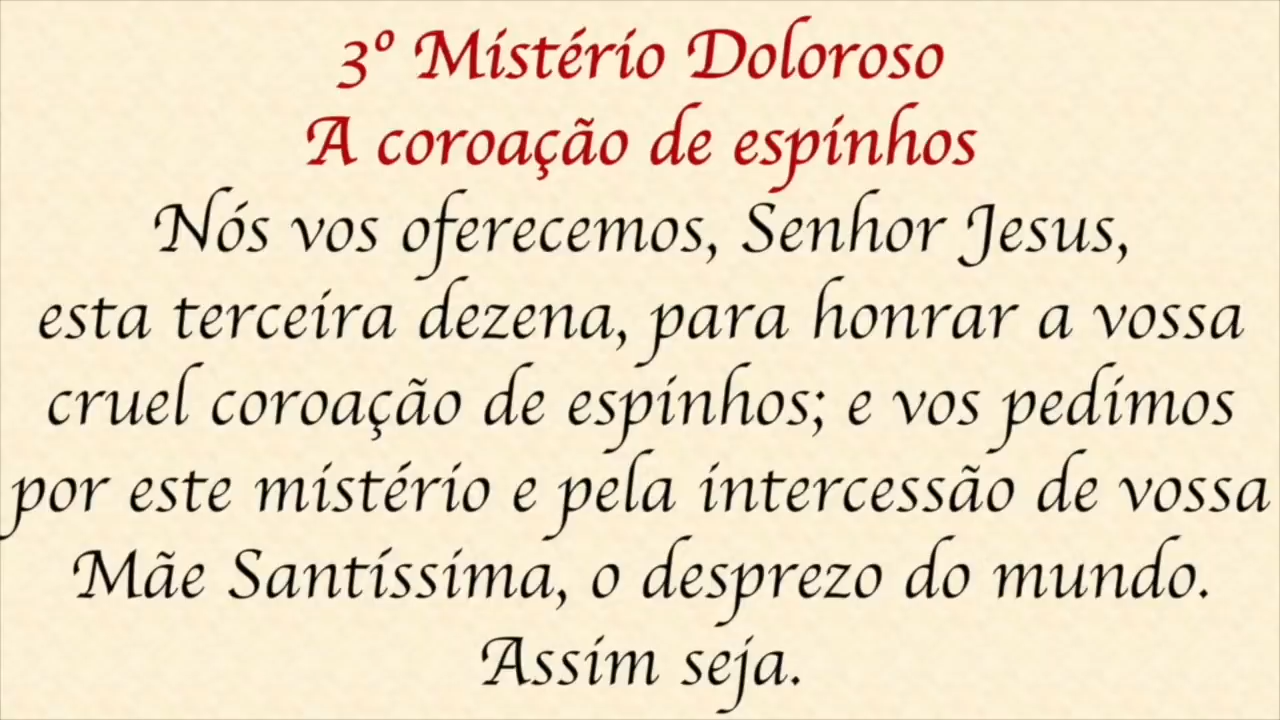 3º Mistério Doloroso
A coroação de espinhos
Nós vos oferecemos, Senhor Jesus,
esta terceira dezena, para honrar a vossa
cruel coroação de espinhos; e vos pedimos
por este mistério e pela intercessão de vossa
Mãe Santíssima, o desprezo do mundo.
Assim seja.